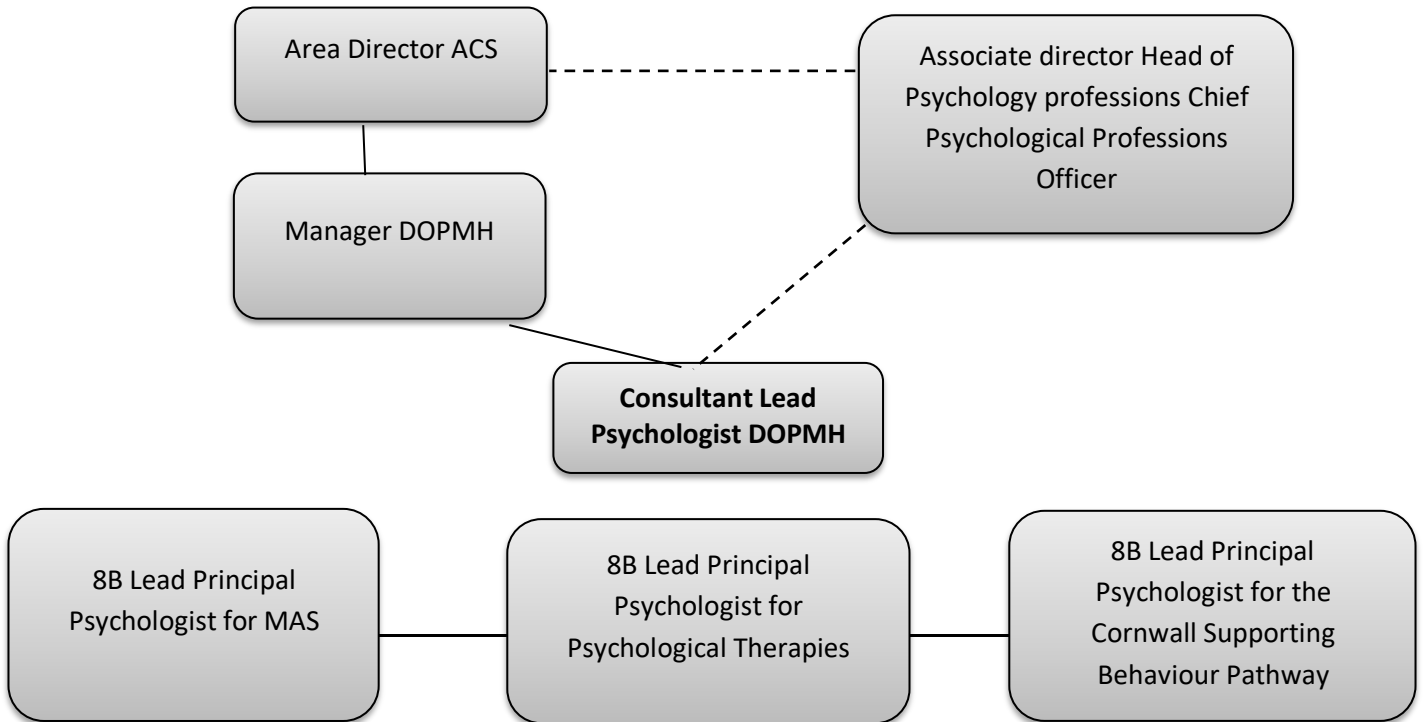 Area Director ACS
Associate director Head of
Psychology professions Chief
Psychological Professions
Officer
Manager DOPMH
Consultant Lead
Psychologist DOPMH
8B Lead Principal
Psychologist for MAS
8B Lead Principal
Psychologist for
Psychological Therapies
8B Lead Principal
Psychologist for the
Cornwall Supporting
Behaviour Pathway